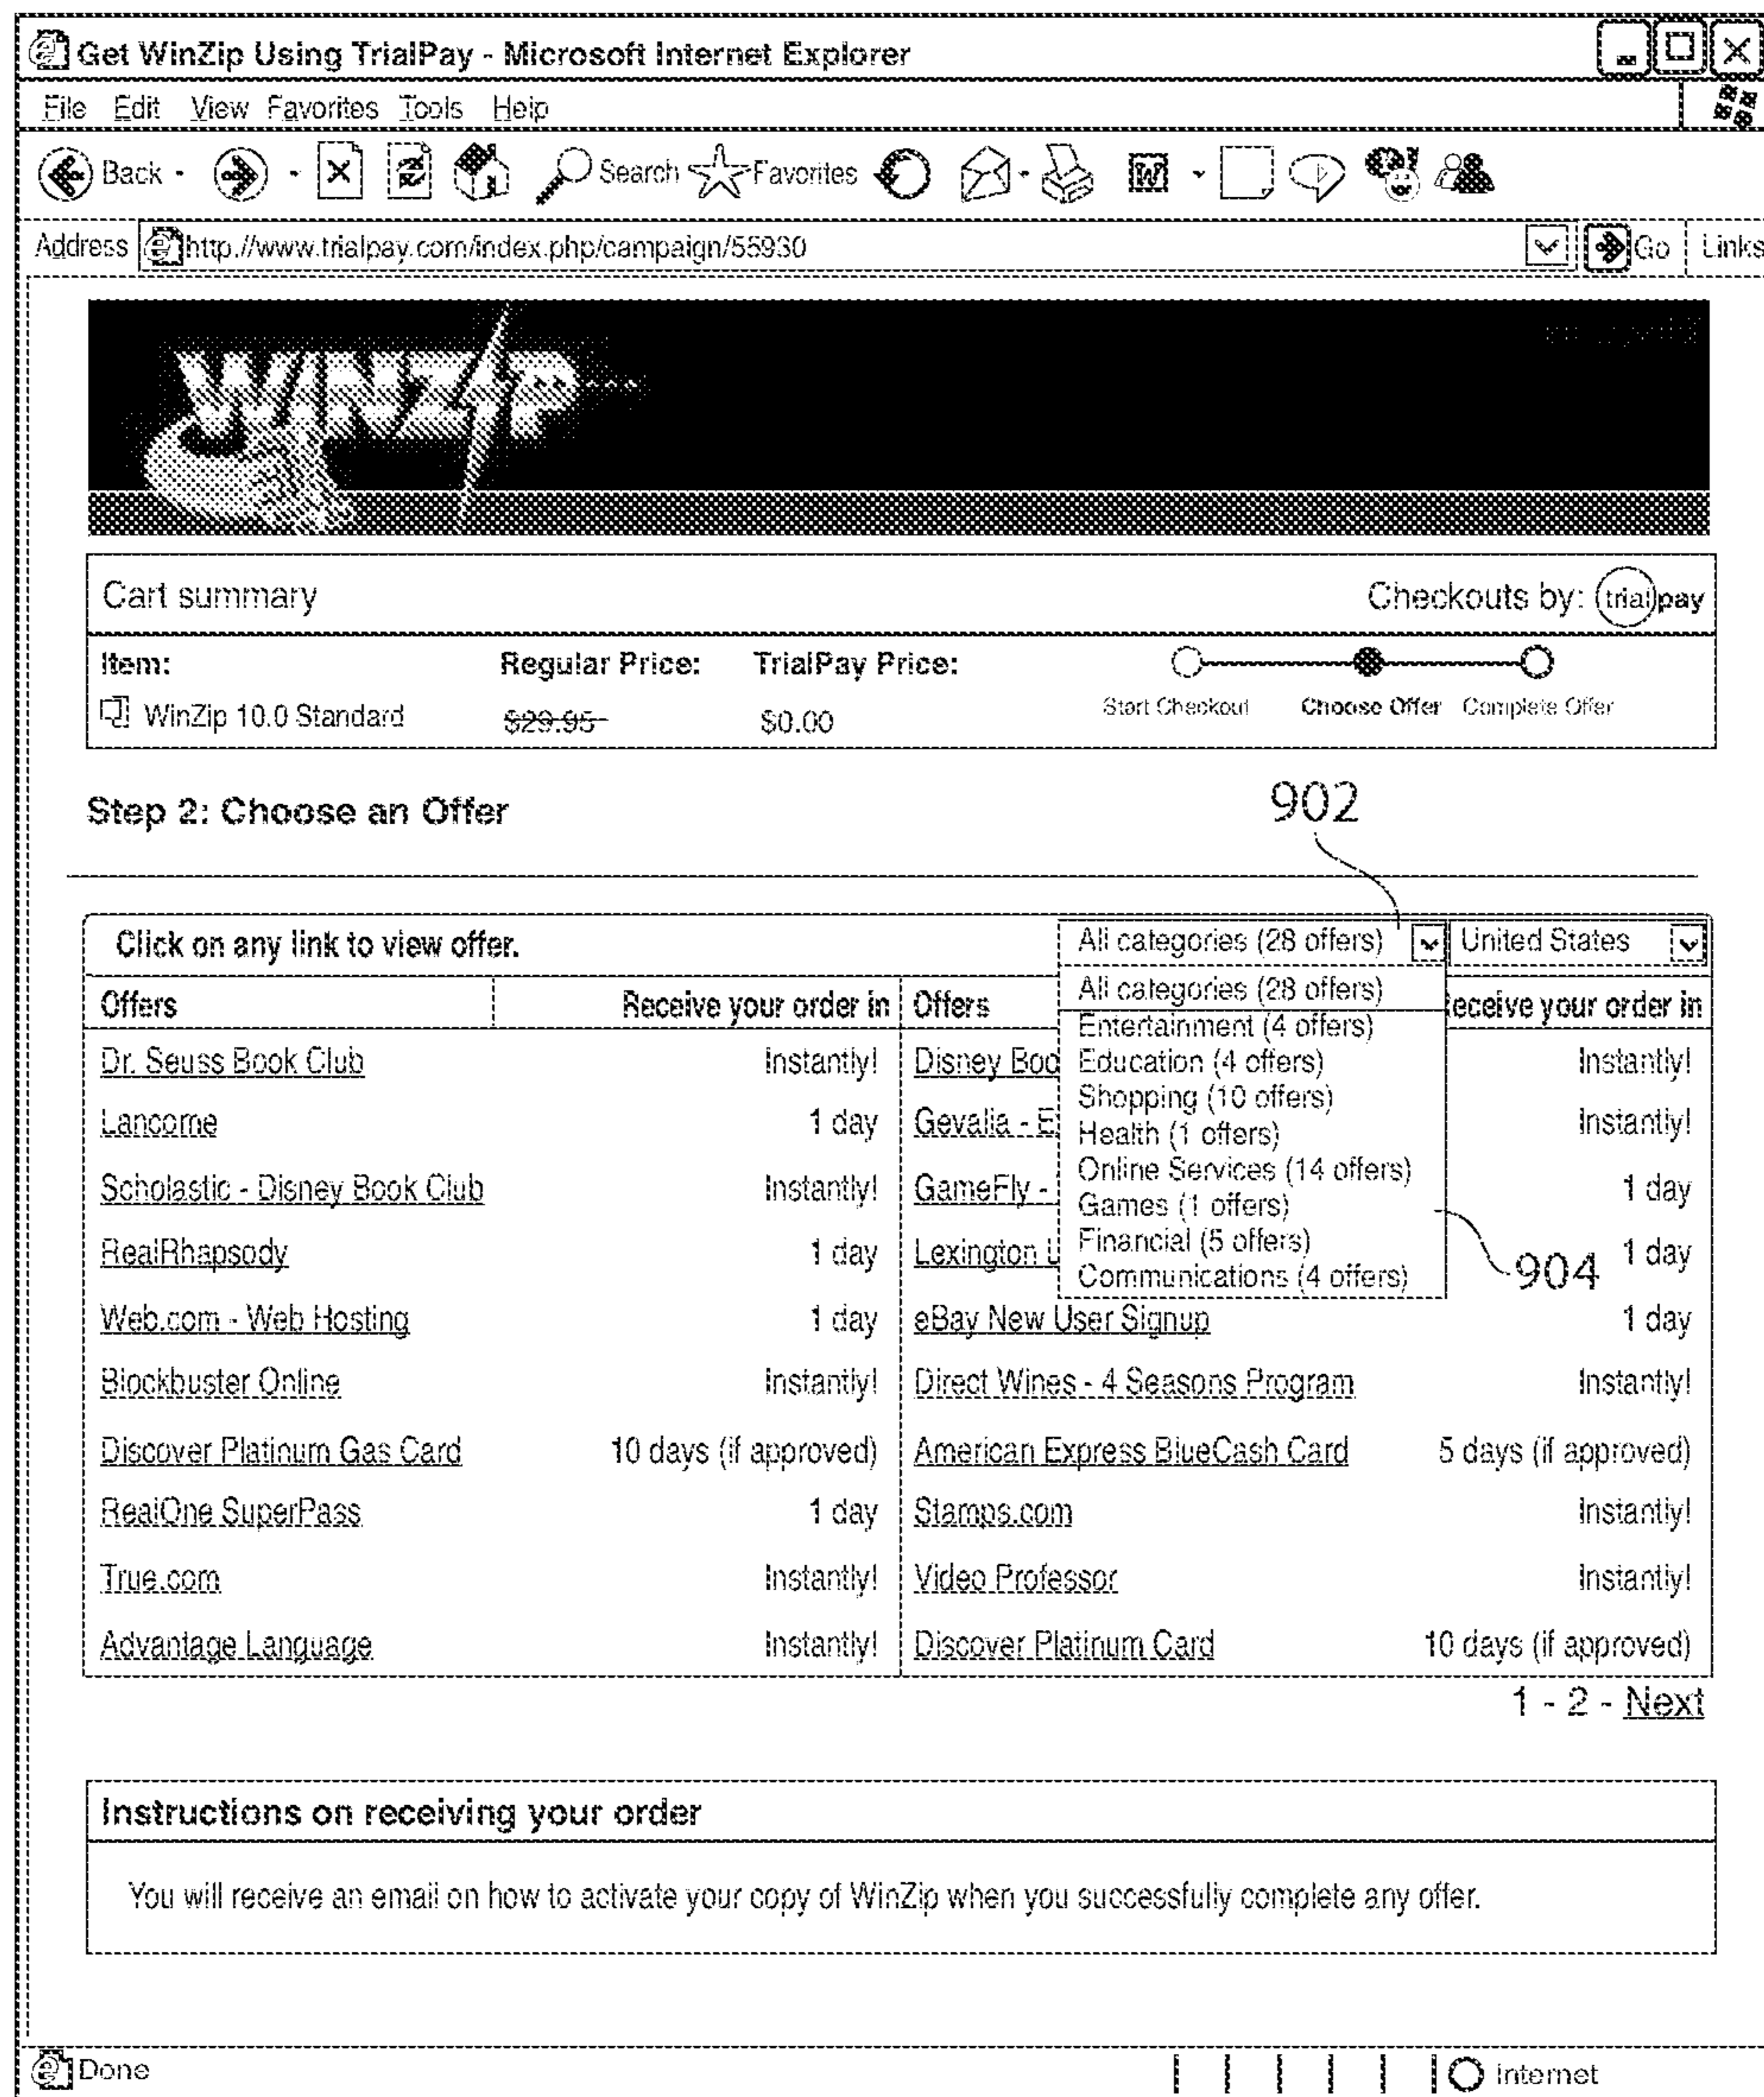 Get WinZip Using TrialPay - Microsoft Internet Explorer
File Edit View Favorites Tools Help
Back Search Favorites
Address http://www.trialpay.com/index.php/campaign/55930 Go Links
WINZIP
Cart summary Checkouts by: trialpay
Item: Regular Price: TrialPay Price:
WinZip 10.0 Standard $29.95 $0.00 Start Checkout Choose Offer Complete Offer
Step 2: Choose an Offer
902
Click on any link to view offer. All categories (28 offers) United States
All categories (28 offers)
Offers Receive your order in Offers eceive your order in
Entertainment (4 offers)
Dr. Seuss Book Club Instantly! Disney Boo Education (4 offers) Instantly!
Shopping (10 offers)
Lancome 1 day Gevalia - E Health (1 offers) Instantly!
Online Services (14 offers)
Scholastic - Disney Book Club Instantly! GameFly - 1 day
Games (1 offers)
RealRhapsody 1 day Lexington L Financial (5 offers) 904 1 day
Communications (4 offers)
Web.com - Web Hosting 1 day eBay New User Signup 1 day
Blockbuster Online Instantly! Direct Wines - 4 Seasons Program Instantly!
Discover Platinum Gas Card 10 days (if approved) American Express BlueCash Card 5 days (if approved)
RealOne SuperPass 1 day Stamps.com Instantly!
True.com Instantly! Video Professor Instantly!
Advantage Language Instantly! Discover Platinum Card 10 days (if approved)
1 - 2 - Next
Instructions on receiving your order
You will receive an email on how to activate your copy of WinZip when you successfully complete any offer.
Done Internet